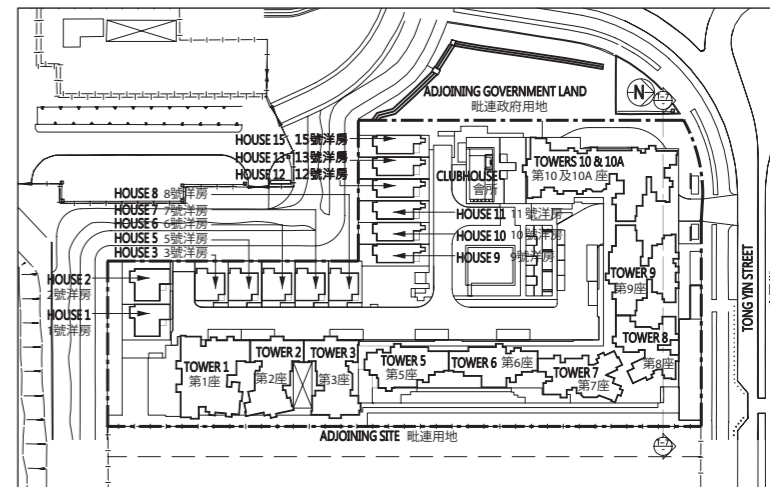 ADJOINING GOVERNMENT LAND
毗連政府用地
N
HOUSE 15 15號洋房
HOUSE 13 13號洋房
HOUSE 12 12號洋房
CLUBHOUSE
會所
TOWERS 10 & 10A
第10及10A 座
HOUSE 8 8號洋房
HOUSE 7 7號洋房
HOUSE 6 6號洋房
HOUSE 5 5號洋房
HOUSE 3 3號洋房
HOUSE 11 11號洋房
HOUSE 10 10號洋房
HOUSE 9 9號洋房
HOUSE 2
2號洋房
HOUSE 1
1號洋房
TOWER 9
第9座
TONG YIN STREET
TOWER 8
第8座
TOWER 1
第1座
TOWER 2
第2座
TOWER 3
第3座
TOWER 5
第5座
TOWER 6 第6座
TOWER 7
第7座
ADJOINING SITE 毗連用地